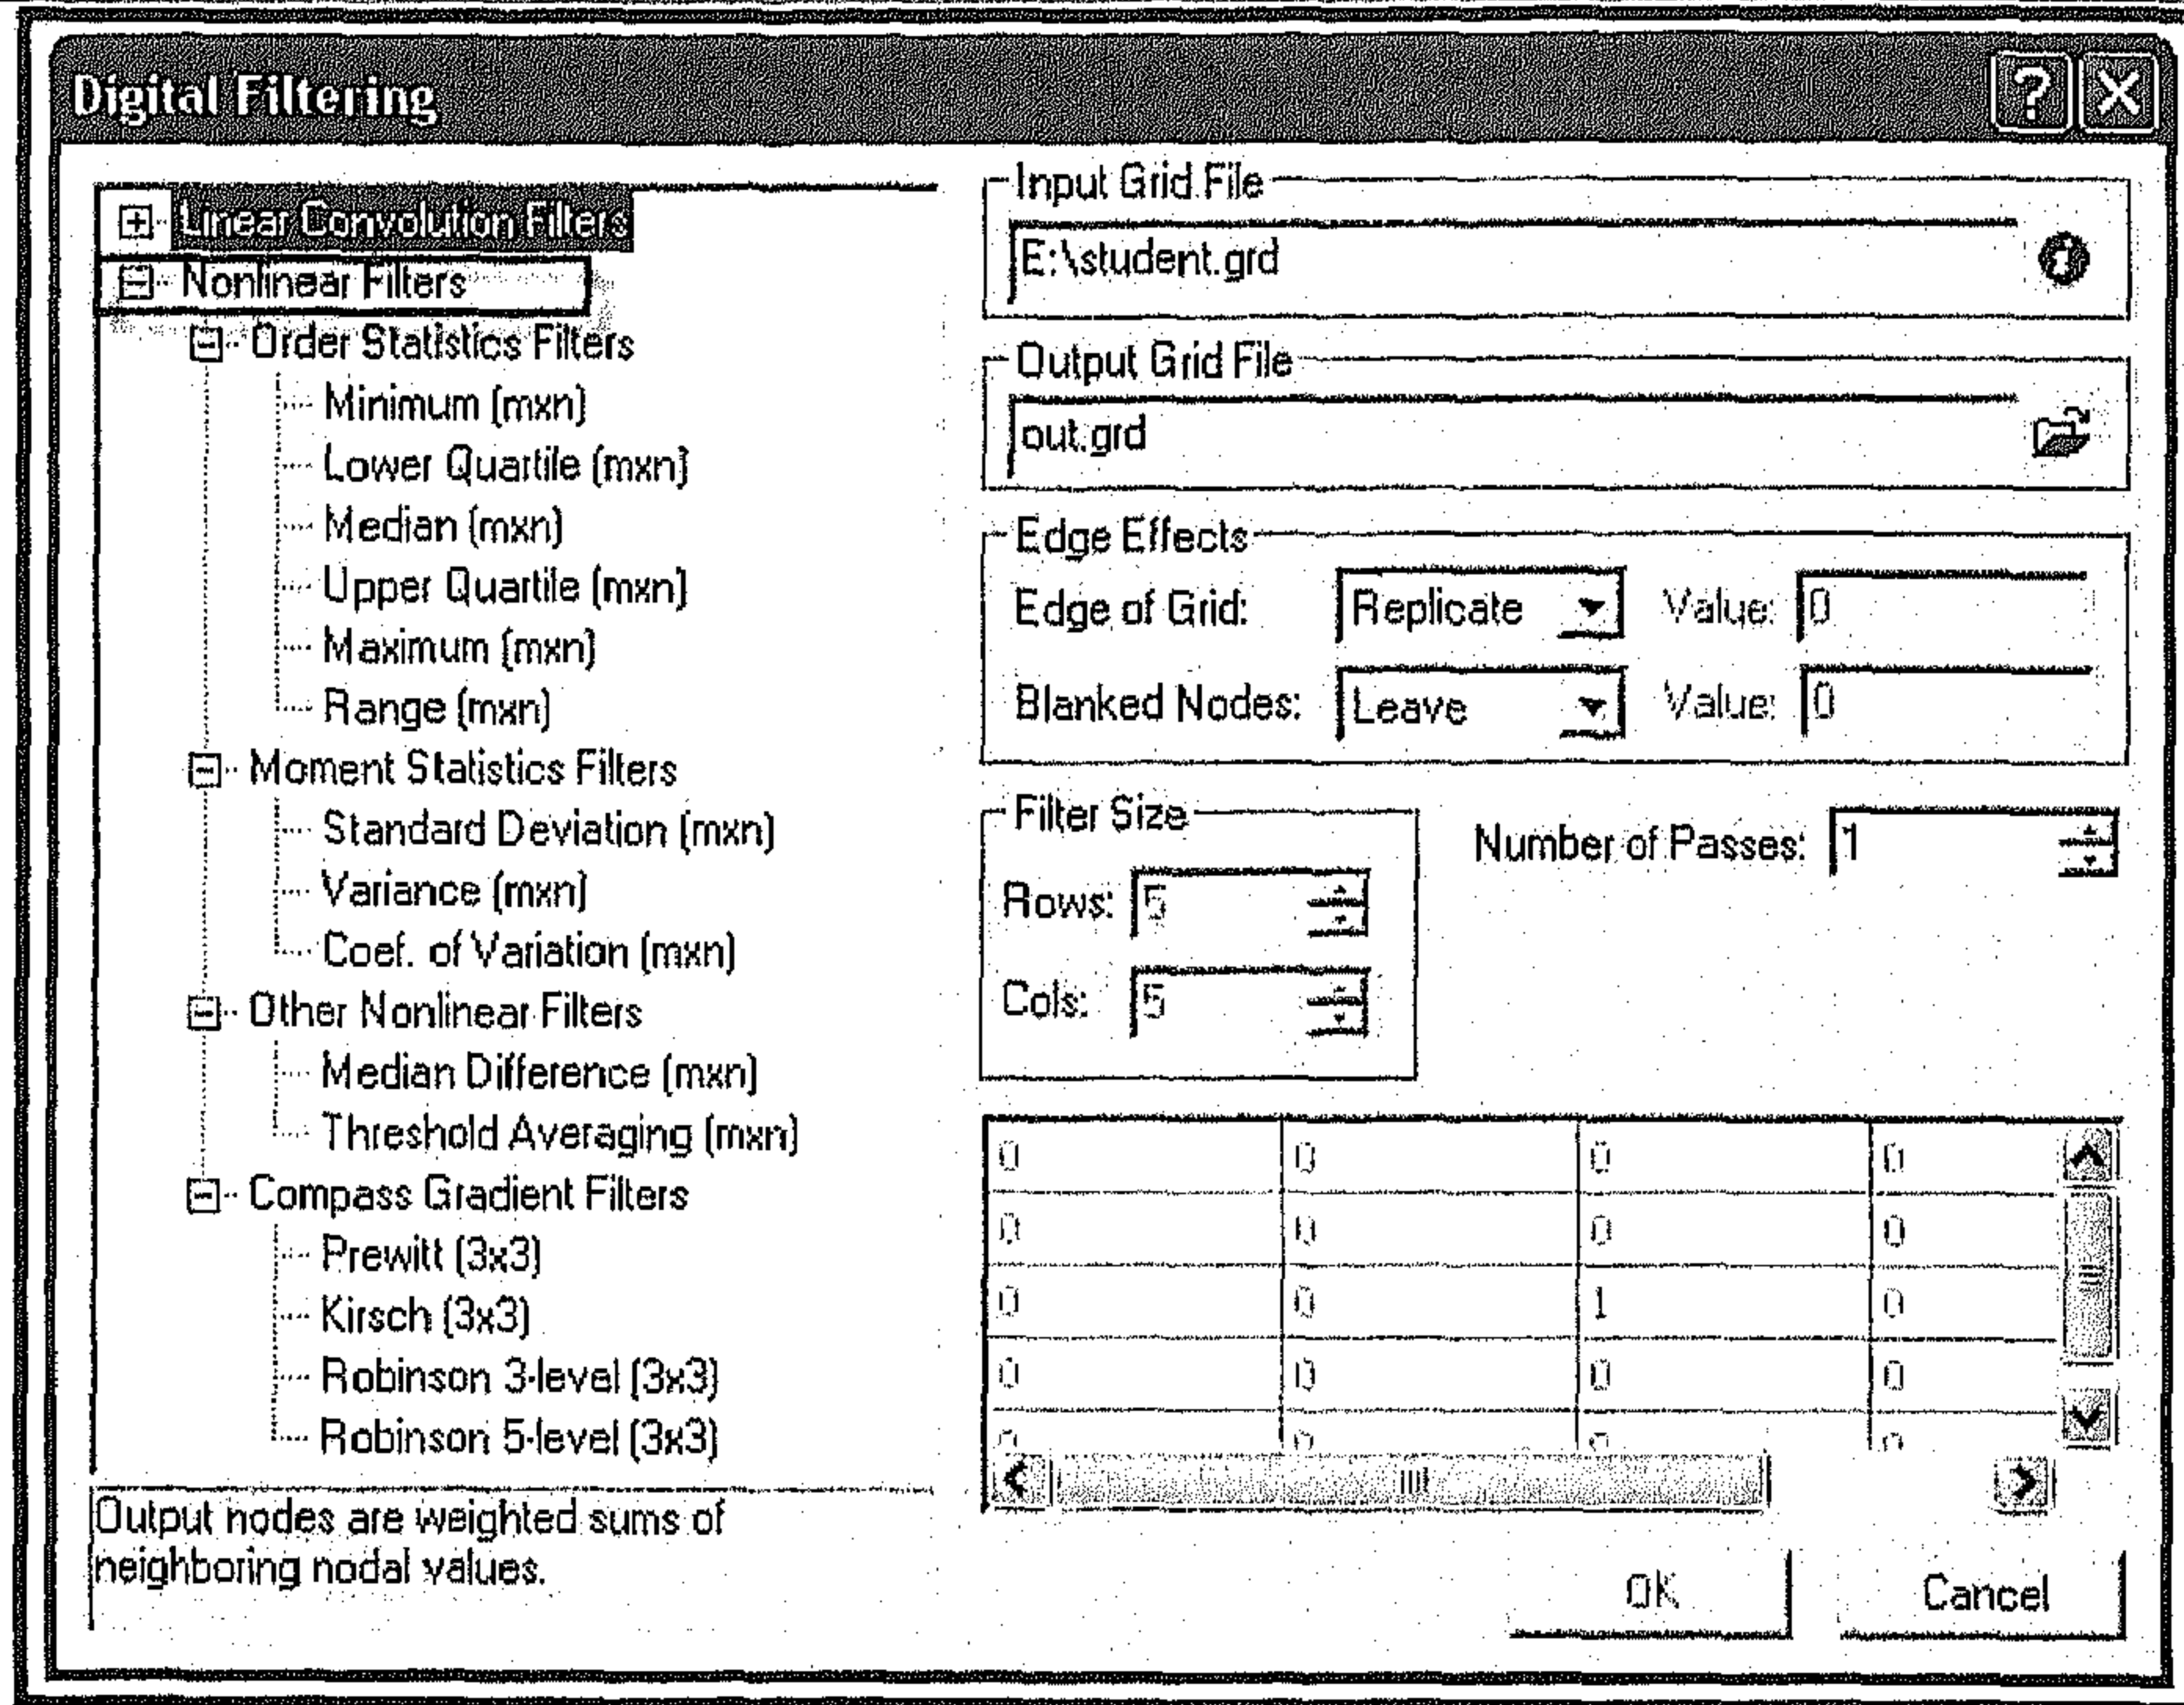 Digital Filtering
Linear Convolution Filters
Nonlinear Filters
Order Statistics Filters
Minimum (mxn)
Lower Quartile (mxn)
Median (mxn)
Upper Quartile (mxn)
Maximum (mxn)
Range (mxn)
Moment Statistics Filters
Standard Deviation (mxn)
Variance (mxn)
Coef. of Variation (mxn)
Other Nonlinear Filters
Median Difference (mxn)
Threshold Averaging (mxn)
Compass Gradient Filters
Prewitt (3x3)
Kirsch (3x3)
Robinson 3-level (3x3)
Robinson 5-level (3x3)
Output nodes are weighted sums of
neighboring nodal values.
Input Grid File
E:\student.grd
Output Grid File
out.grd
Edge Effects
Edge of Grid: Replicate Value: 0
Blanked Nodes: Leave Value: 0
Filter Size
Rows: 5
Cols: 5
Number of Passes: 1
0 0 0 0
0 0 0 0
0 0 1 0
0 0 0 0
0 0 0 0
OK Cancel